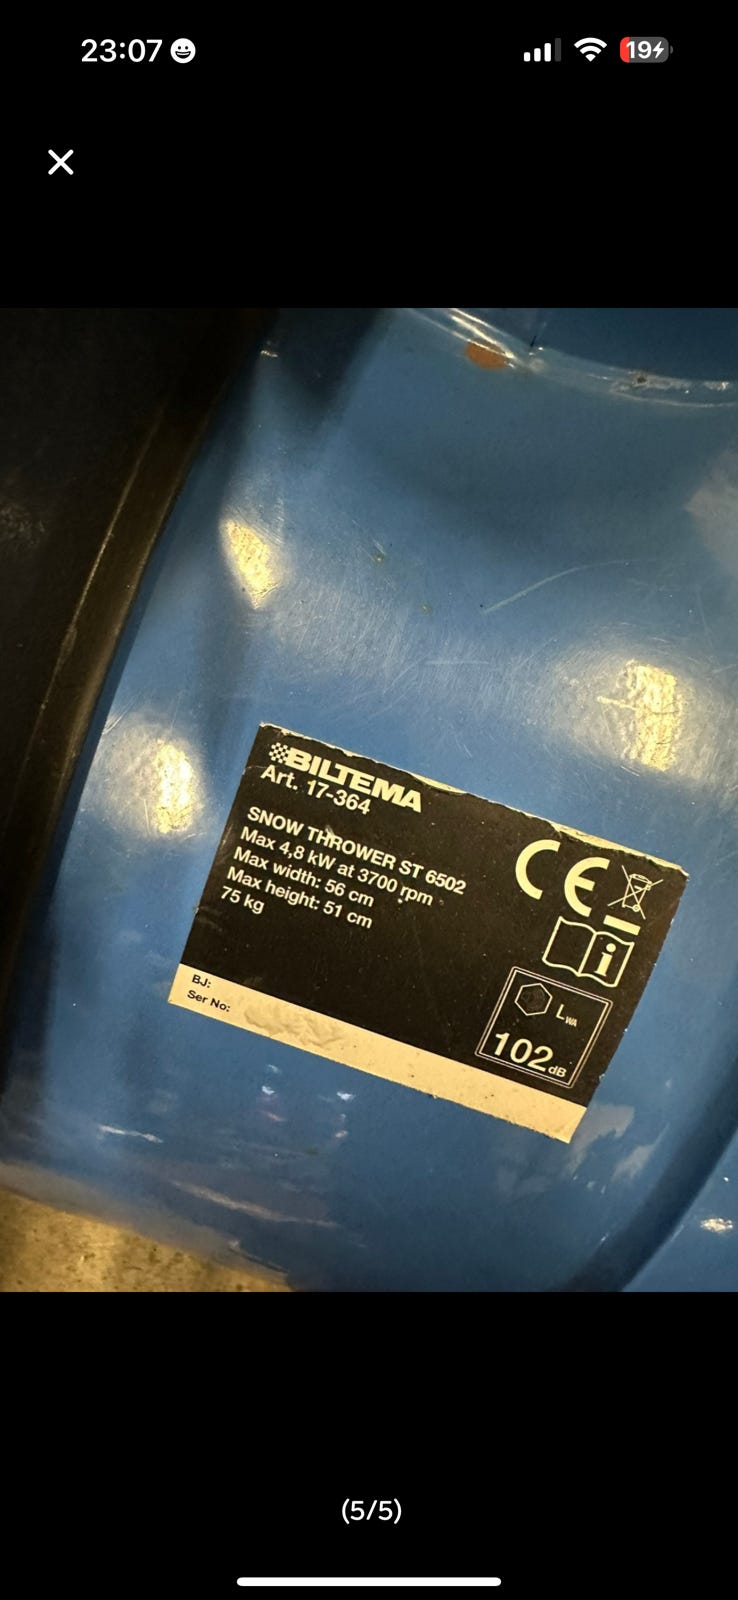 23:07
19
BILTEMA
Art. 17-364
SNOW THROWER ST 6502
Max 4,8 kW at 3700 rpm
Max width: 56 cm
Max height: 51 cm
75 kg
CE
i
BJ:
Ser No:
LWA
102 dB
(5/5)